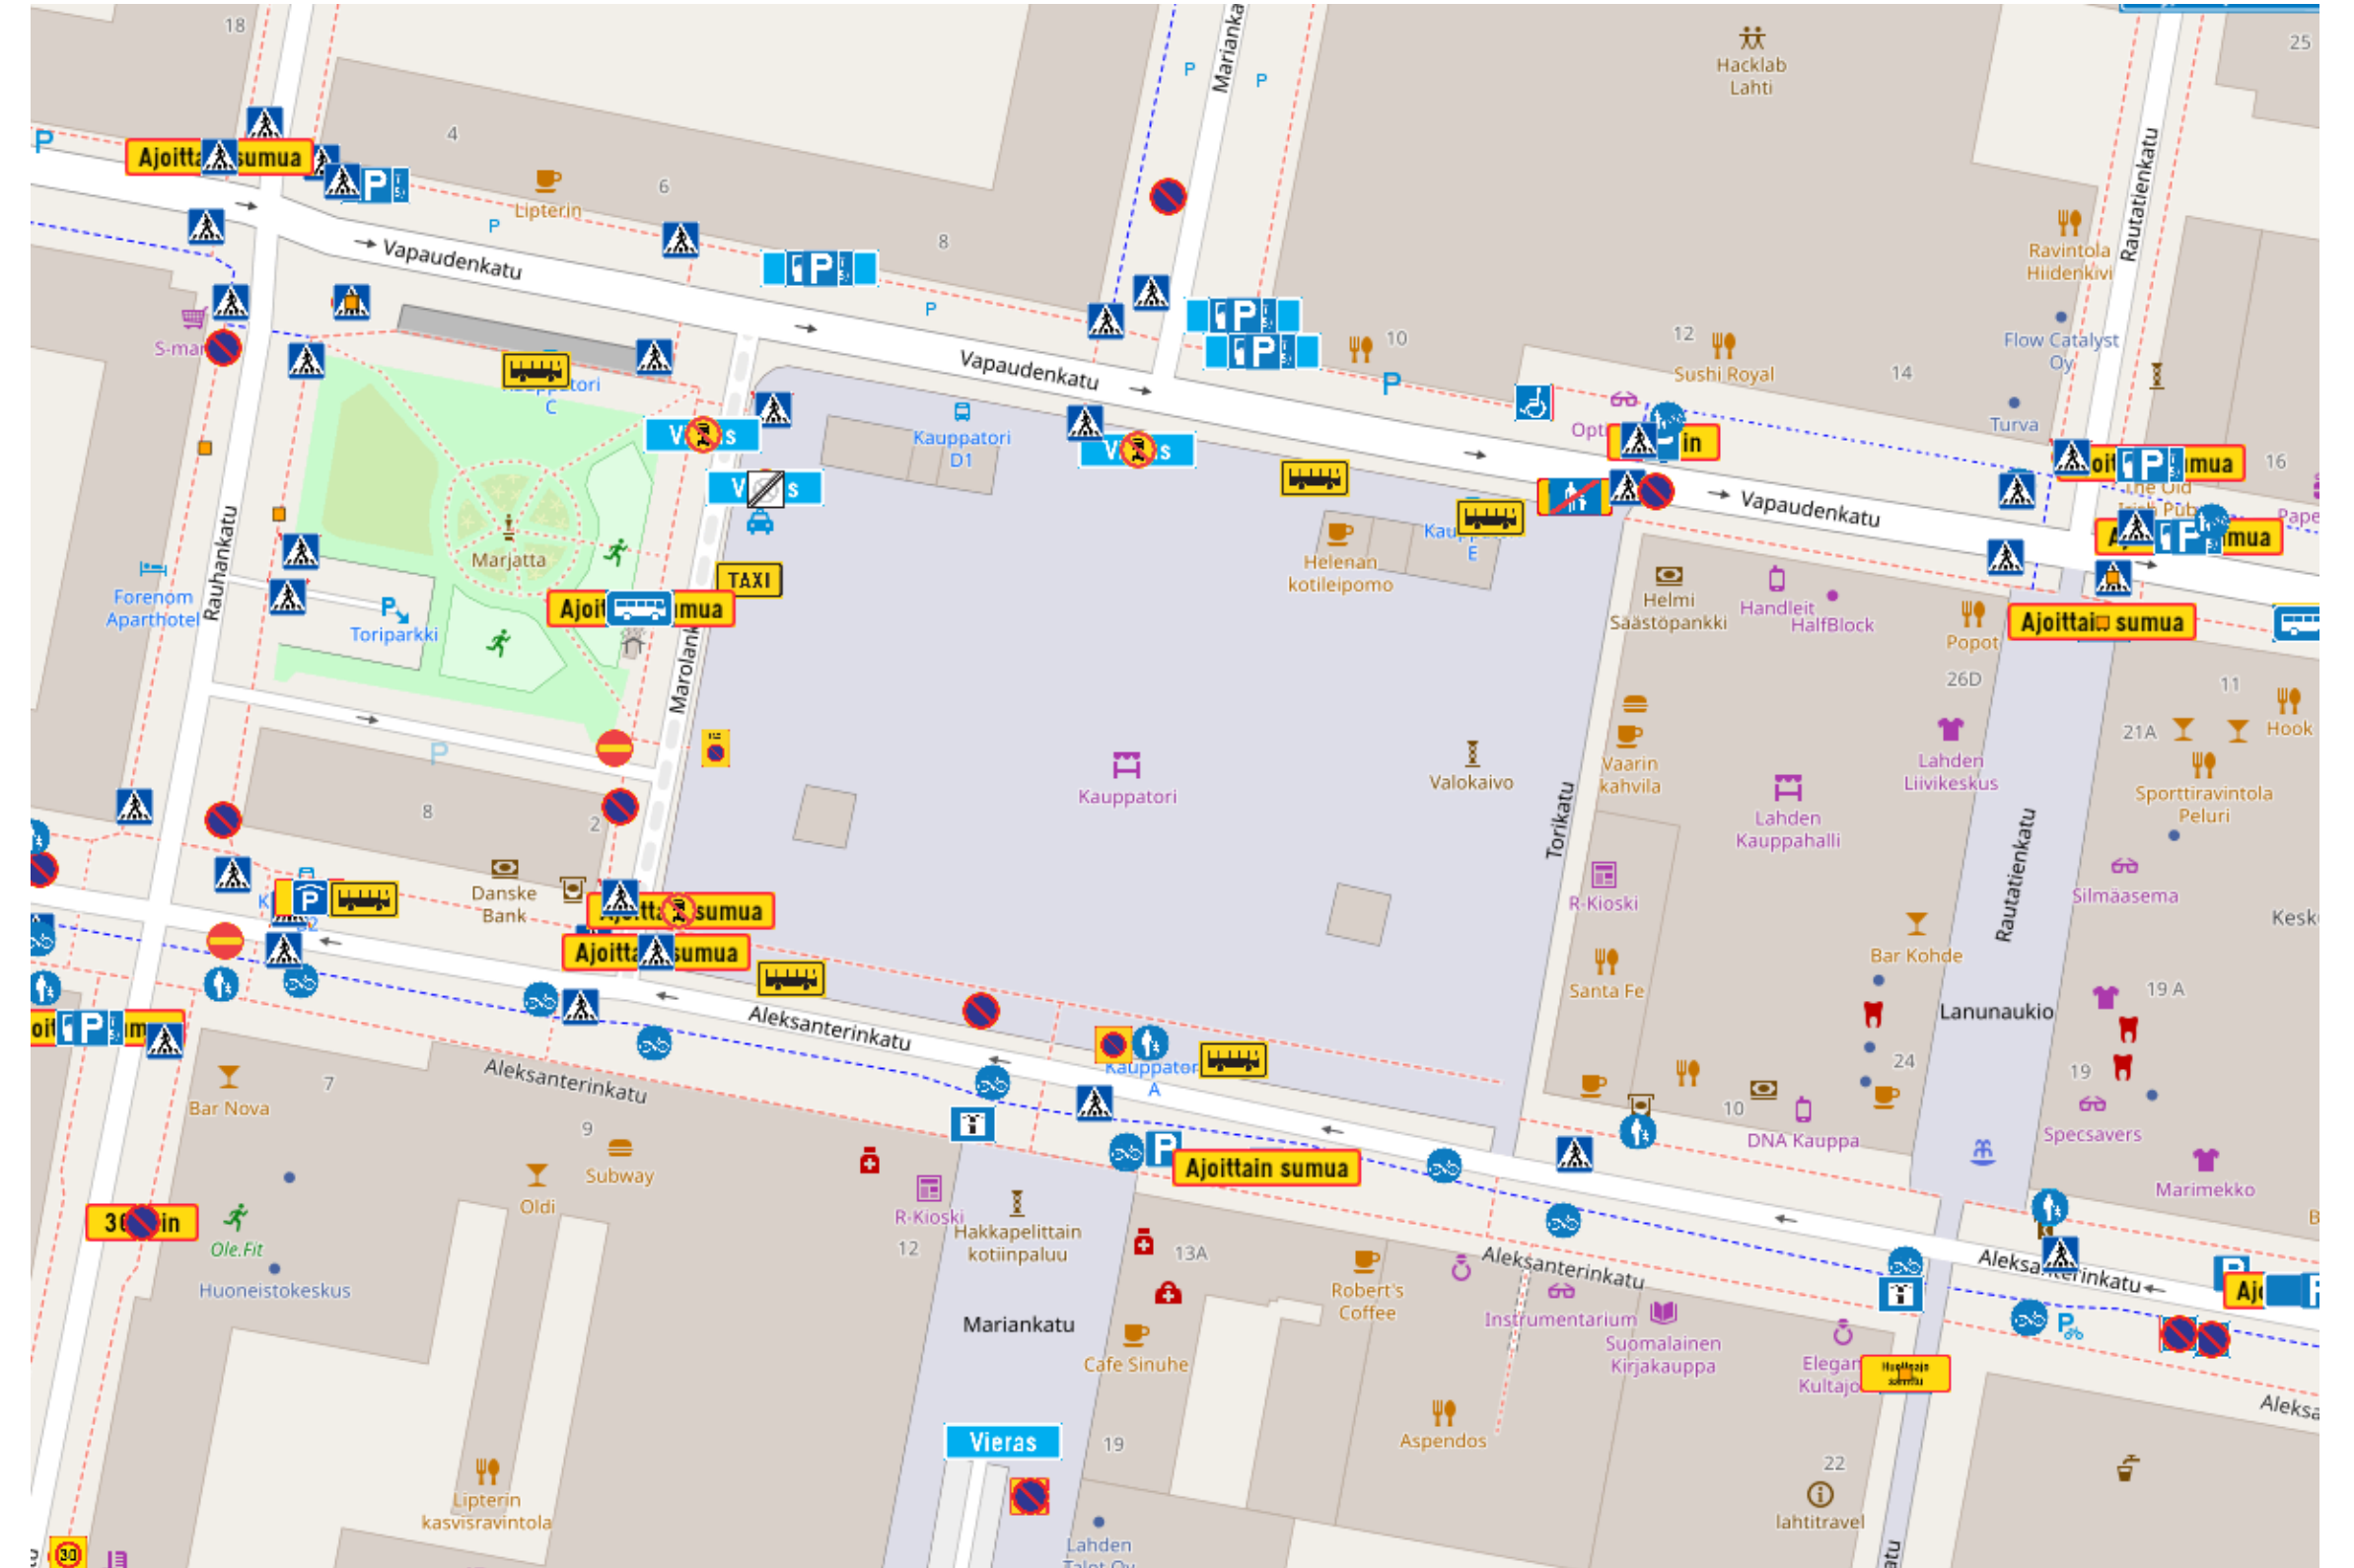 18
Marianka
25
Hacklab
Lahti
4
6
8
Lipterin
Vapaudenkatu
Ravintola
Hiidenkivi
Rautatienkatu
10
12
14
16
Sushi Royal
Flow Catalyst
Oy
Turva
Vapaudenkatu
Kauppatori
D1
C
TAXI
Marjatta
Forenom
Aparthotel
Rauhankatu
Toriparkki
Helenan
kotileipomo
E
Vapaudenkatu
Helmi
Säästöpankki
Handleit
HalfBlock
Popot
Ajoittain sumua
26D
11
Hook
21A
Vaarin
kahvila
Lahden
Liivikeskus
Sporttiravintola
Peluri
Kauppatori
Valokaivo
Torikatu
Lahden
Kauppahalli
Rautatienkatu
Silmäasema
8
2
Danske
Bank
R-Kioski
Bar Kohde
Santa Fe
19 A
Lanunaukio
Aleksanterinkatu
Aleksanterinkatu
Kauppator
A
7
Bar Nova
9
Subway
Oldi
24
10
DNA Kauppa
19
Specsavers
Marimekko
Ajoittain sumua
R-Kioski
12
Hakkapelittain
kotiinpaluu
13A
Ole.Fit
Huoneistokeskus
Mariankatu
Cafe Sinuhe
Robert's
Coffee
Aleksanterinkatu
Instrumentarium
Suomalainen
Kirjakauppa
Elegan
Kultajo
Aleksanterinkatu
Aspendos
Vieras
19
22
lahtitravel
Lipterin
kasvisravintola
Lahden
30